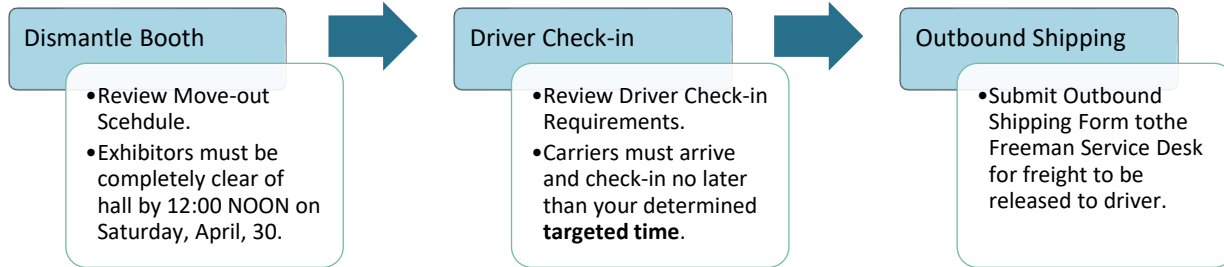 Dismantle Booth
•Review Move-out
Scehdule.
•Exhibitors must be
completely clear of
hall by 12:00 NOON on
Saturday, April, 30.
Driver Check-in
•Review Driver Check-in
Requirements.
•Carriers must arrive
and check-in no later
than your determined
targeted time.
Outbound Shipping
•Submit Outbound
Shipping Form tothe
Freeman Service Desk
for freight to be
released to driver.